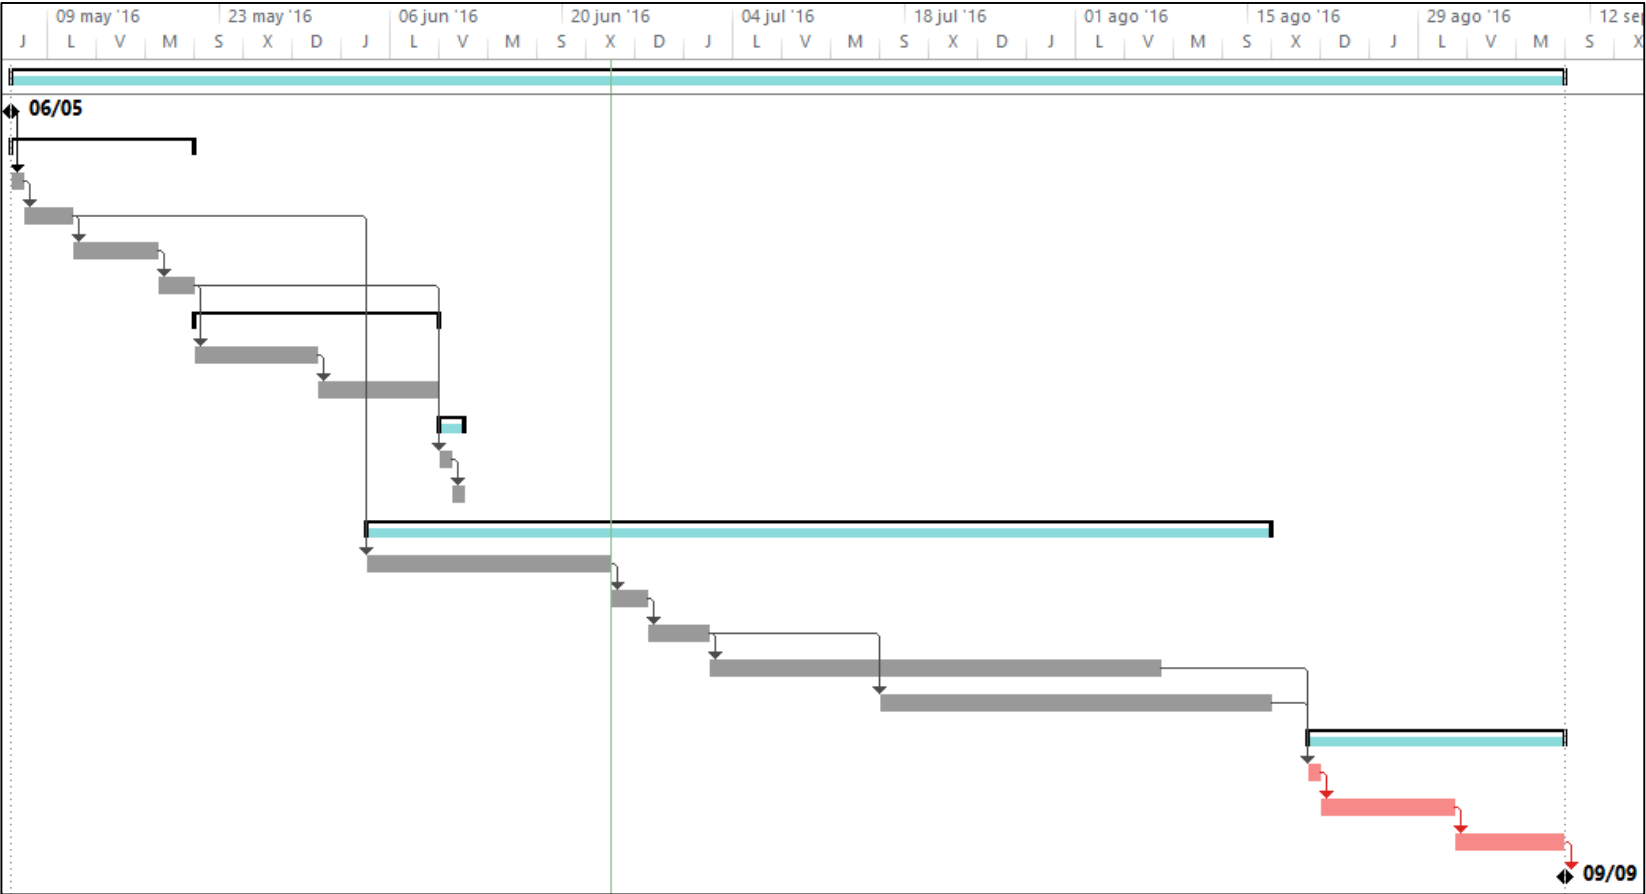 09 may '16 23 may '16 06 jun '16 20 jun '16 04 jul '16 18 jul '16 01 ago '16 15 ago '16 29 ago '16 12
J L V M S X D J L V M S X D J L V M S X D J L V M S X D J L V M S X
06/05
09/09